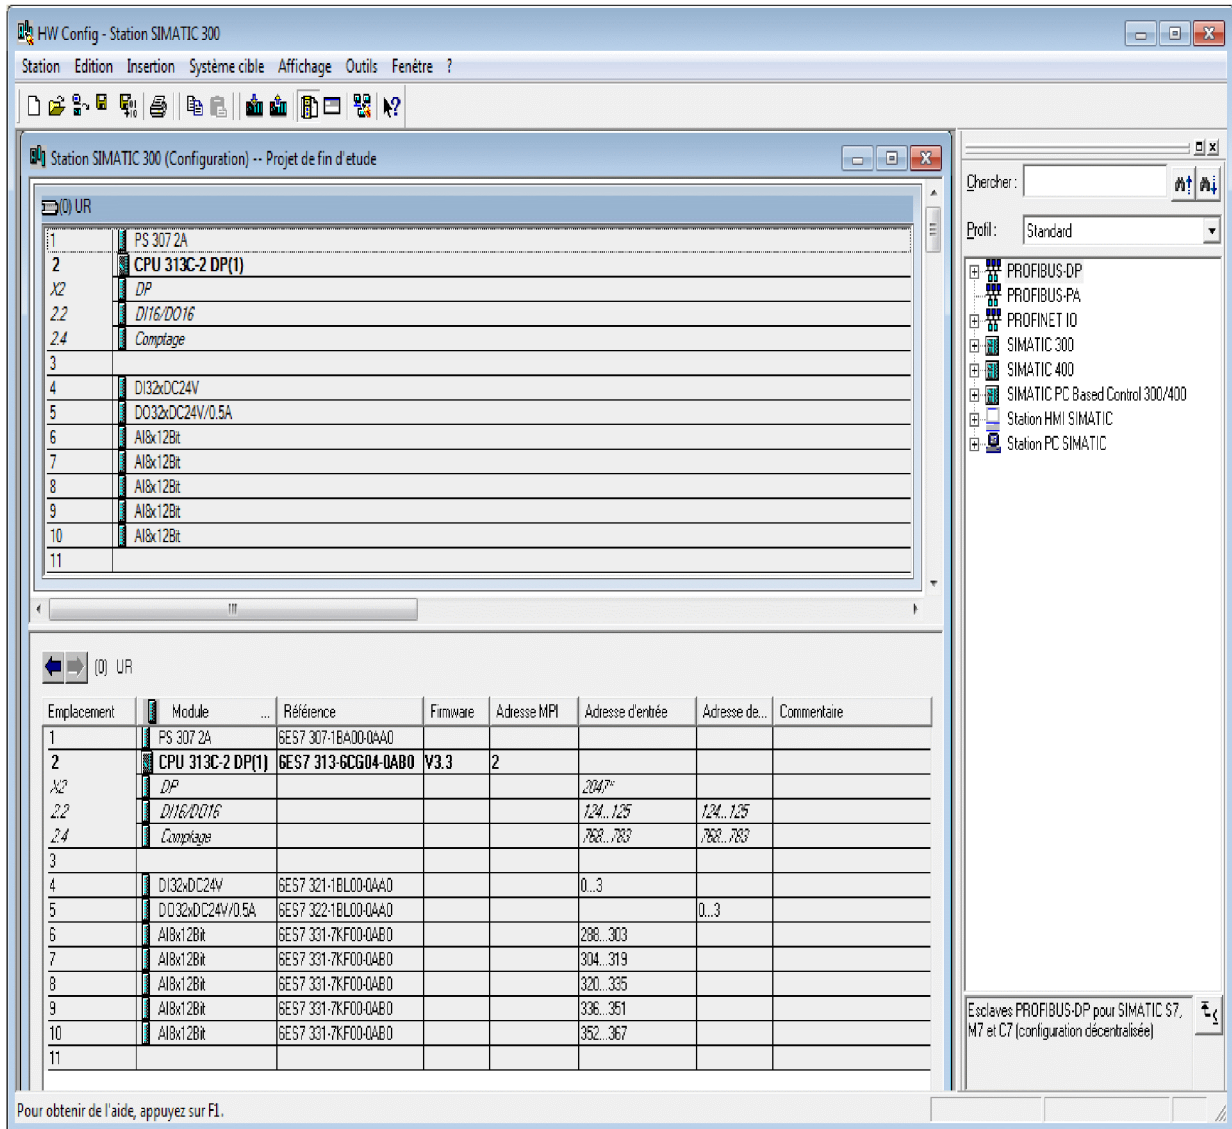 HW Config - Station SIMATIC 300
Station Edition Insertion Système cible Affichage Outils Fenêtre ?
Station SIMATIC 300 (Configuration) -- Projet de fin d'etude
(0) UR
1 PS 307 2A
2 CPU 313C-2 DP(1)
X2 DP
2.2 DI16/DO16
2.4 Comptage
3
4 DI32xDC24V
5 DO32xDC24V/0.5A
6 AI8x12Bit
7 AI8x12Bit
8 AI8x12Bit
9 AI8x12Bit
10 AI8x12Bit
11
(0) UR
Emplacement Module ... Référence Firmware Adresse MPI Adresse d'entrée Adresse de... Commentaire
1 PS 307 2A 6ES7 307-1BA00-0AA0
2 CPU 313C-2 DP(1) 6ES7 313-6CG04-0AB0 V3.3 2
X2 DP 2047*
2.2 DI16/DO16 124...125 124...125
2.4 Comptage 768...783 768...783
3
4 DI32xDC24V 6ES7 321-1BL00-0AA0 0...3
5 DO32xDC24V/0.5A 6ES7 322-1BL00-0AA0 0...3
6 AI8x12Bit 6ES7 331-7KF00-0AB0 288...303
7 AI8x12Bit 6ES7 331-7KF00-0AB0 304...319
8 AI8x12Bit 6ES7 331-7KF00-0AB0 320...335
9 AI8x12Bit 6ES7 331-7KF00-0AB0 336...351
10 AI8x12Bit 6ES7 331-7KF00-0AB0 352...367
11
Chercher :
Profil : Standard
PROFIBUS-DP
PROFIBUS-PA
PROFINET IO
SIMATIC 300
SIMATIC 400
SIMATIC PC Based Control 300/400
Station HMI SIMATIC
Station PC SIMATIC
Esclaves PROFIBUS-DP pour SIMATIC S7,
M7 et C7 (configuration décentralisée)
Pour obtenir de l'aide, appuyez sur F1.